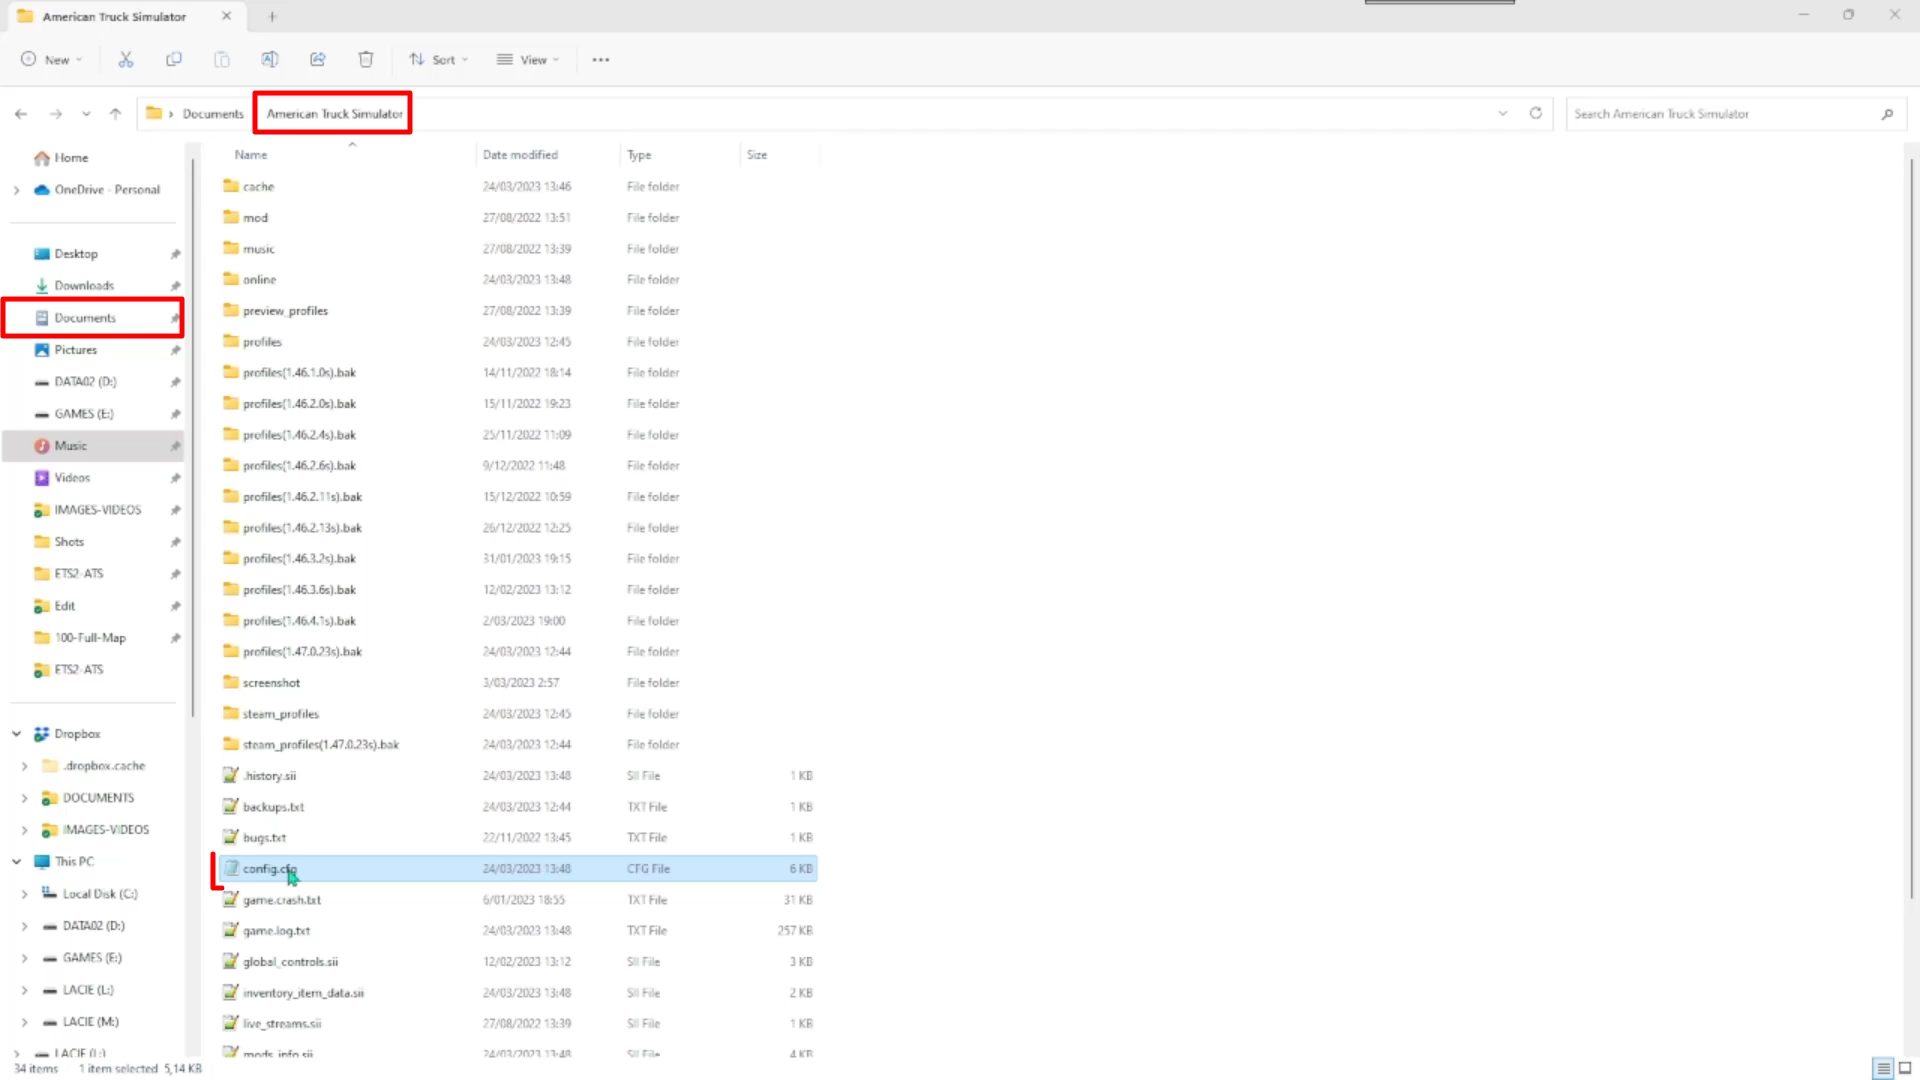 American Truck Simulator
New
Sort
View
Documents
American Truck Simulator
Search American Truck Simulator
Name
Date modified
Type
Size
Home
OneDrive - Personal
Desktop
Downloads
Documents
Pictures
DATA02 (D:)
GAMES (E:)
Music
Videos
IMAGES-VIDEOS
Shots
ETS2-ATS
Edit
100-Full-Map
ETS2-ATS
Dropbox
.dropbox.cache
DOCUMENTS
IMAGES-VIDEOS
This PC
Local Disk (C:)
DATA02 (D:)
GAMES (E:)
LACIE (L:)
LACIE (M:)
LACIE (L:)
cache 24/03/2023 13:46 File folder
mod 27/08/2022 13:51 File folder
music 27/08/2022 13:39 File folder
online 24/03/2023 13:48 File folder
preview_profiles 27/08/2022 13:39 File folder
profiles 24/03/2023 12:45 File folder
profiles(1.46.1.0s).bak 14/11/2022 18:14 File folder
profiles(1.46.2.0s).bak 15/11/2022 19:23 File folder
profiles(1.46.2.4s).bak 25/11/2022 11:09 File folder
profiles(1.46.2.6s).bak 9/12/2022 11:48 File folder
profiles(1.46.2.11s).bak 15/12/2022 10:59 File folder
profiles(1.46.2.13s).bak 26/12/2022 12:25 File folder
profiles(1.46.3.2s).bak 31/01/2023 19:15 File folder
profiles(1.46.3.6s).bak 12/02/2023 13:12 File folder
profiles(1.46.4.1s).bak 2/03/2023 19:00 File folder
profiles(1.47.0.23s).bak 24/03/2023 12:44 File folder
screenshot 3/03/2023 2:57 File folder
steam_profiles 24/03/2023 12:45 File folder
steam_profiles(1.47.0.23s).bak 24/03/2023 12:44 File folder
.history.sii 24/03/2023 13:48 SII File 1 KB
backups.txt 24/03/2023 12:44 TXT File 1 KB
bugs.txt 22/11/2022 13:45 TXT File 1 KB
config.cfg 24/03/2023 13:48 CFG File 6 KB
game.crash.txt 6/01/2023 18:55 TXT File 31 KB
game.log.txt 24/03/2023 13:48 TXT File 257 KB
global_controls.sii 12/02/2023 13:12 SII File 3 KB
inventory_item_data.sii 24/03/2023 13:48 SII File 2 KB
live_streams.sii 27/08/2022 13:39 SII File 1 KB
mods_info.sii 24/03/2023 13:48 SII File 4 KB
34 items 1 item selected 5,14 KB